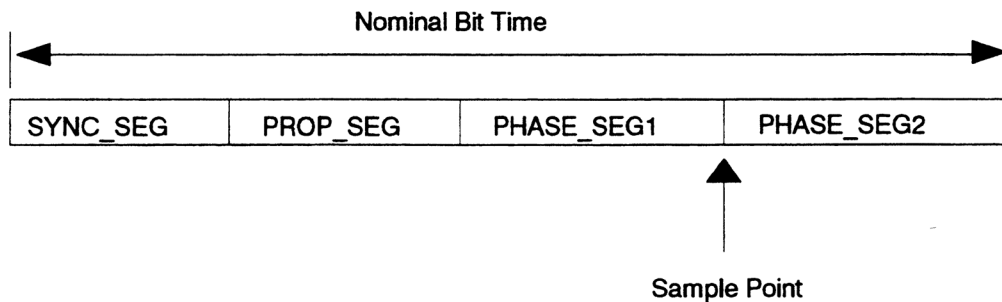 Nominal Bit Time
SYNC_SEG PROP_SEG PHASE_SEG1 PHASE_SEG2
Sample Point